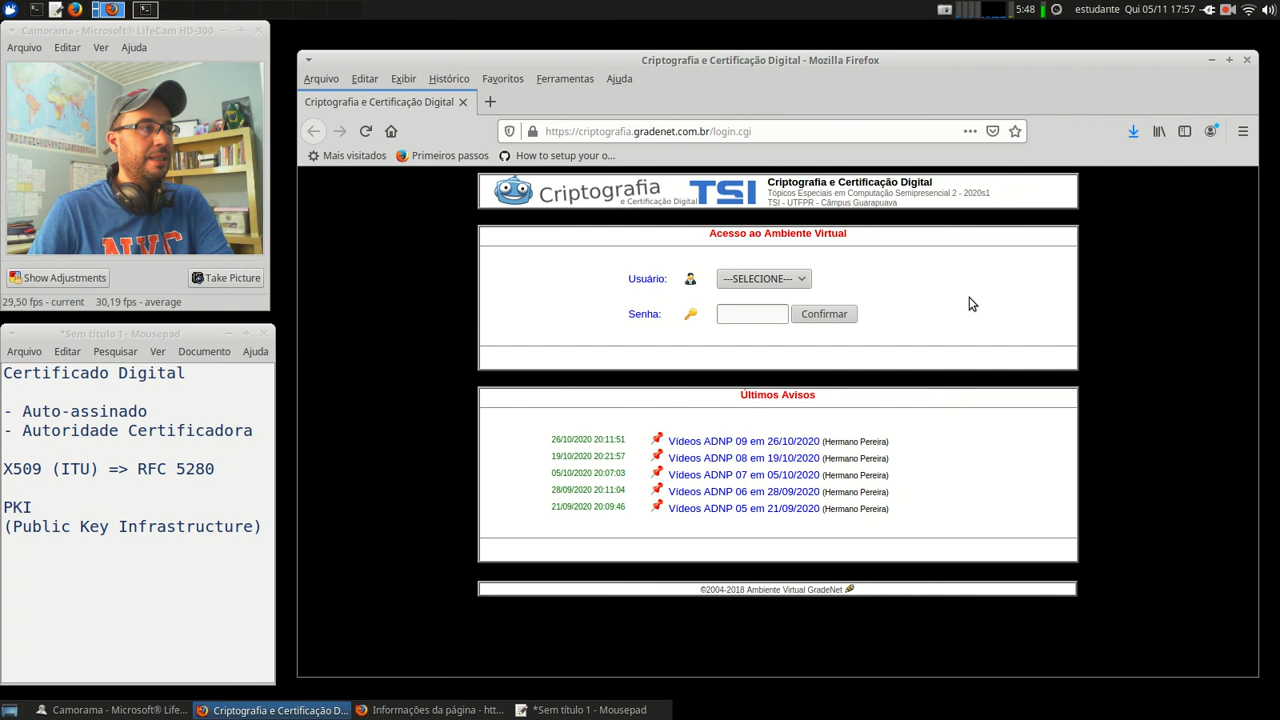 5:48 estudante Qui 05/11 17:57
Camorama - Microsoft® LifeCam HD-300
Arquivo Editar Ver Ajuda
Show Adjustments Take Picture
29,50 fps - current 30,19 fps - average
*Sem título 1 - Mousepad
Arquivo Editar Pesquisar Ver Documento Ajuda
Certificado Digital
- Auto-assinado
- Autoridade Certificadora
X509 (ITU) => RFC 5280
PKI
(Public Key Infrastructure)
Criptografia e Certificação Digital - Mozilla Firefox
Arquivo Editar Exibir Histórico Favoritos Ferramentas Ajuda
Criptografia e Certificação Digital
https://criptografia.gradenet.com.br/login.cgi
Mais visitados Primeiros passos How to setup your o...
Criptografia
e Certificação Digital
TSI
Criptografia e Certificação Digital
Tópicos Especiais em Computação Semipresencial 2 - 2020s1
TSI - UTFPR - Câmpus Guarapuava
Acesso ao Ambiente Virtual
Usuário: ---SELECIONE---
Senha: Confirmar
Últimos Avisos
26/10/2020 20:11:51 Vídeos ADNP 09 em 26/10/2020 (Hermano Pereira)
19/10/2020 20:21:57 Vídeos ADNP 08 em 19/10/2020 (Hermano Pereira)
05/10/2020 20:07:03 Vídeos ADNP 07 em 05/10/2020 (Hermano Pereira)
28/09/2020 20:11:04 Vídeos ADNP 06 em 28/09/2020 (Hermano Pereira)
21/09/2020 20:09:46 Vídeos ADNP 05 em 21/09/2020 (Hermano Pereira)
©2004-2018 Ambiente Virtual GradeNet
Camorama - Microsoft® Life... Criptografia e Certificação D... Informações da página - htt... *Sem título 1 - Mousepad